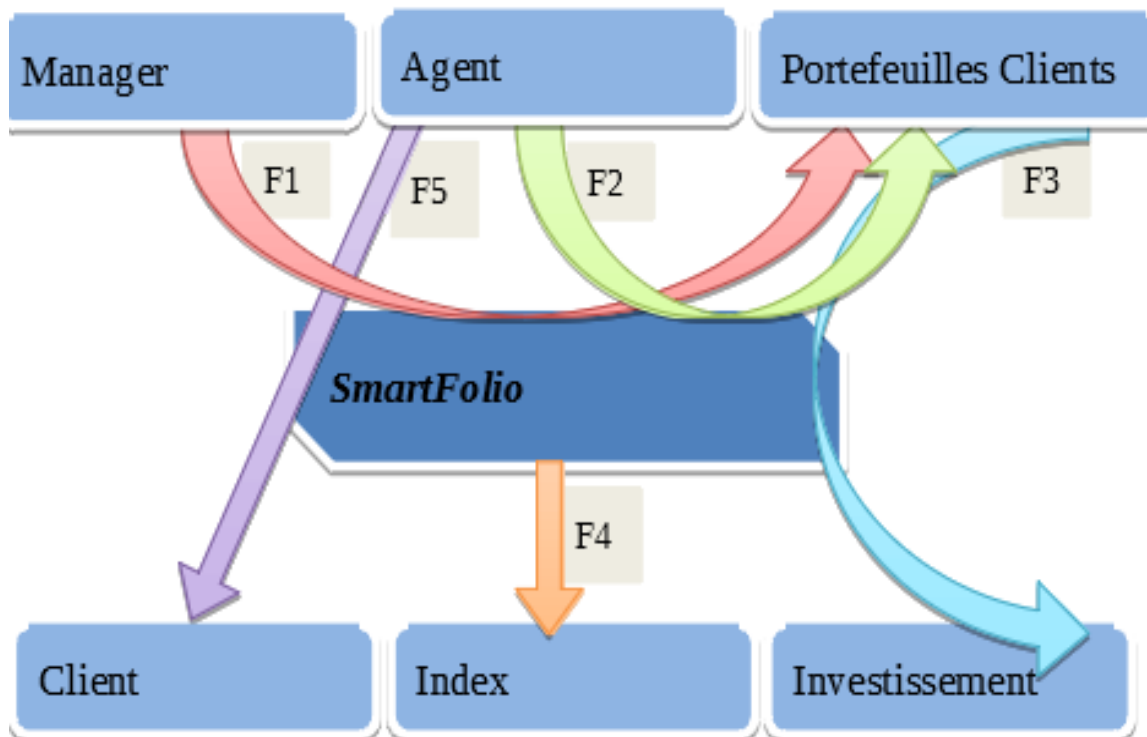 Manager
Agent
Portefeuilles Clients
F1
F5
F2
F3
SmartFolio
F4
Client
Index
Investissement